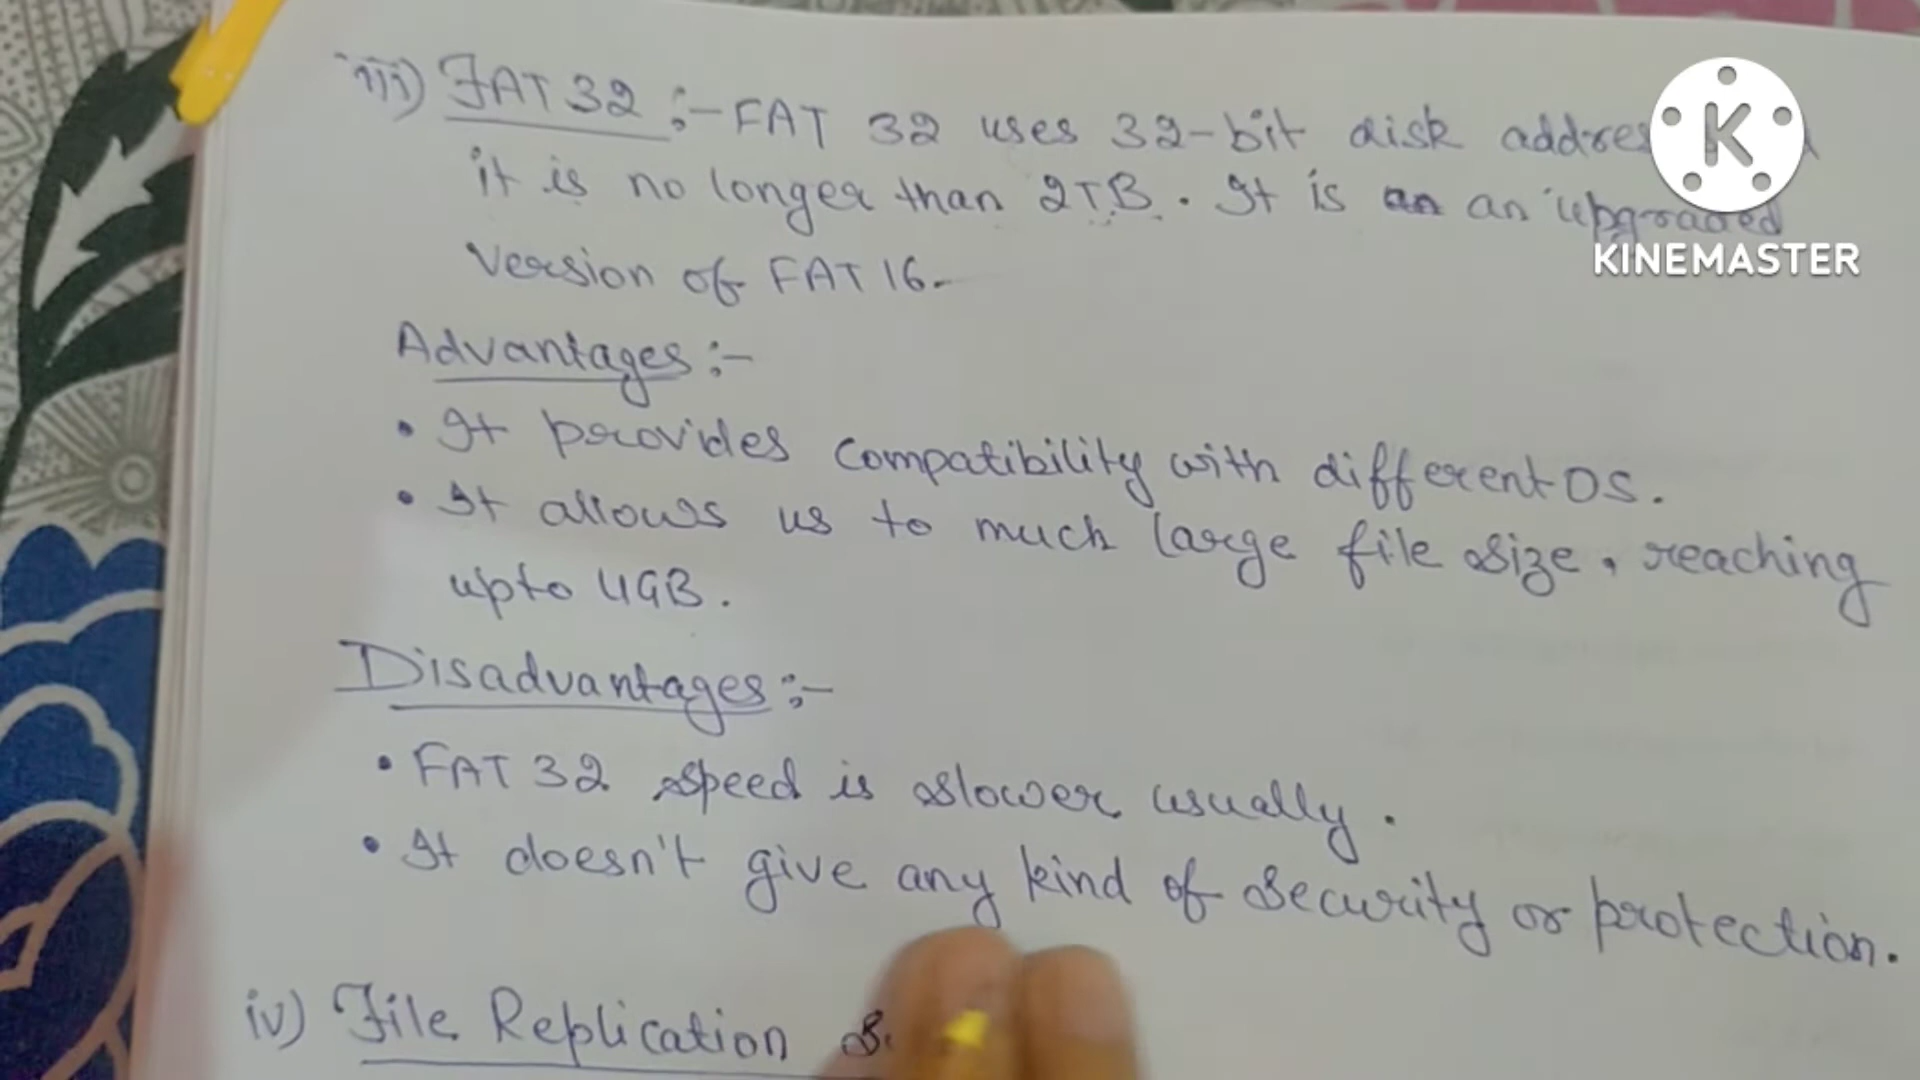 iii) FAT 32 :- FAT 32 uses 32-bit disk
it is no longer than 2TB. It is an an upgraded
version of FAT 16.
Advantages :-
• It provides compatibility with different OS.
• It allows us to much large file size, reaching
upto 4GB.
Disadvantages :-
• FAT 32 speed is slower usually.
• It doesn't give any kind of security or protection.
iv) File Replication
K
KINEMASTER